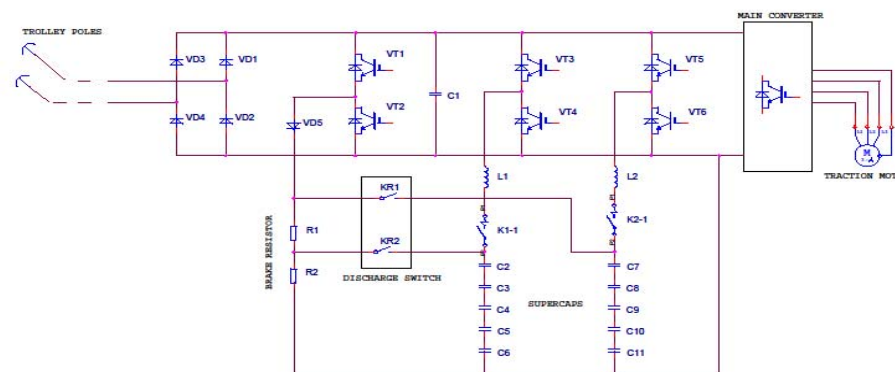 MAIN CONVERTER
TROLLEY POLES
VD3
VD1
VT1
VT3
VT5
C1
VD4
VD2
VD5
VT2
VT4
VT6
M
TRACTION MOT
L1
L2
KR1
KR2
K1-1
K2-1
R1
R2
BRAKE RESISTOR
DISCHARGE SWITCH
SUPERCAPS
C2
C3
C4
C5
C6
C7
C8
C9
C10
C11